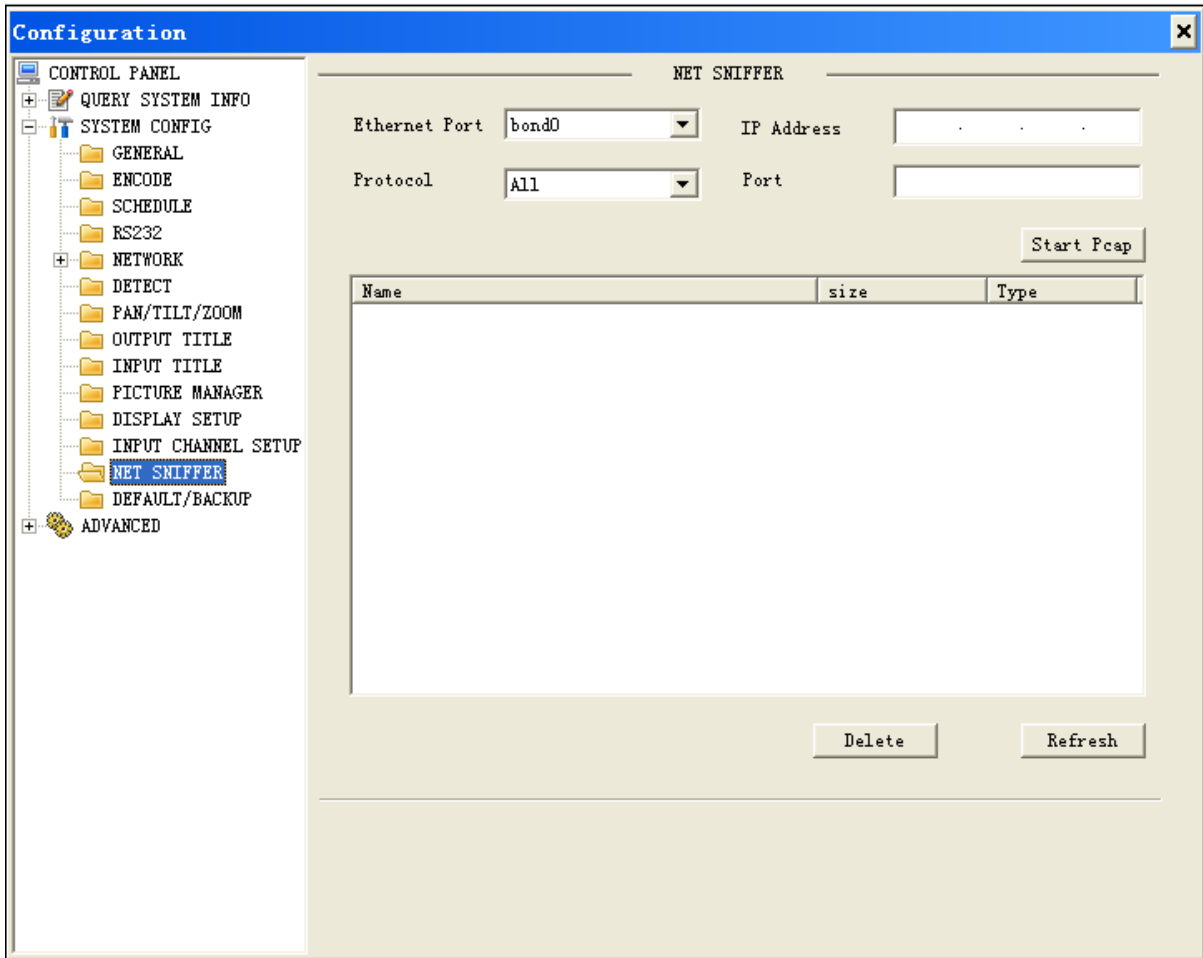 Configuration
CONTROL PANEL
QUERY SYSTEM INFO
SYSTEM CONFIG
GENERAL
ENCODE
SCHEDULE
RS232
NETWORK
DETECT
PAN/TILT/ZOOM
OUTPUT TITLE
INPUT TITLE
PICTURE MANAGER
DISPLAY SETUP
INPUT CHANNEL SETUP
NET SNIFFER
DEFAULT/BACKUP
ADVANCED
NET SNIFFER
Ethernet Port bond0 IP Address . . .
Protocol All Port
Start Pcap
Name size Type
Delete Refresh